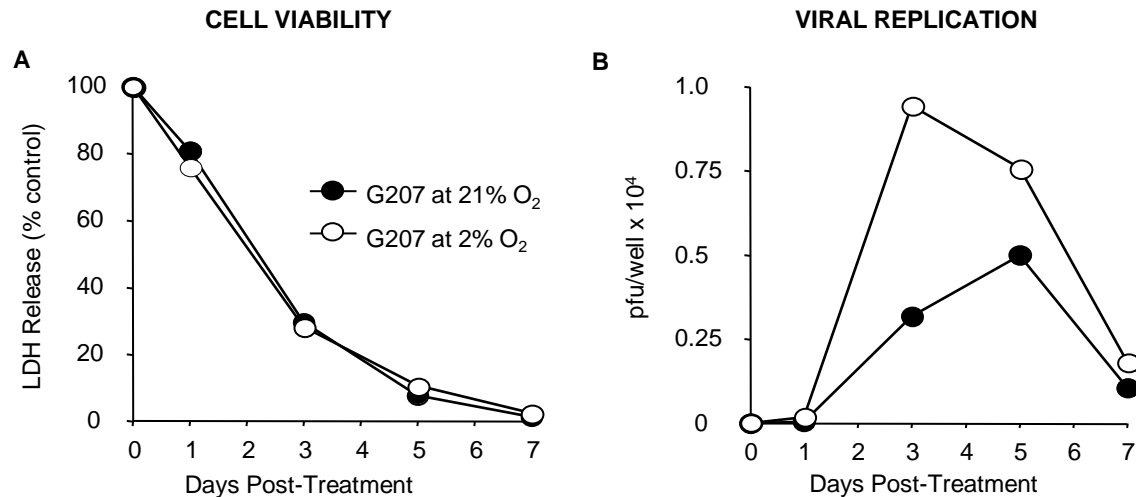 CELL VIABILITY
VIRAL REPLICATION
A
100
80
60
40
20
0
LDH Release (% control)
G207 at 21% O₂
G207 at 2% O₂
0 1 2 3 4 5 6 7
Days Post-Treatment
B
1.0
0.75
0.5
0.25
0
pfu/well x 10⁴
0 1 2 3 4 5 6 7
Days Post-Treatment